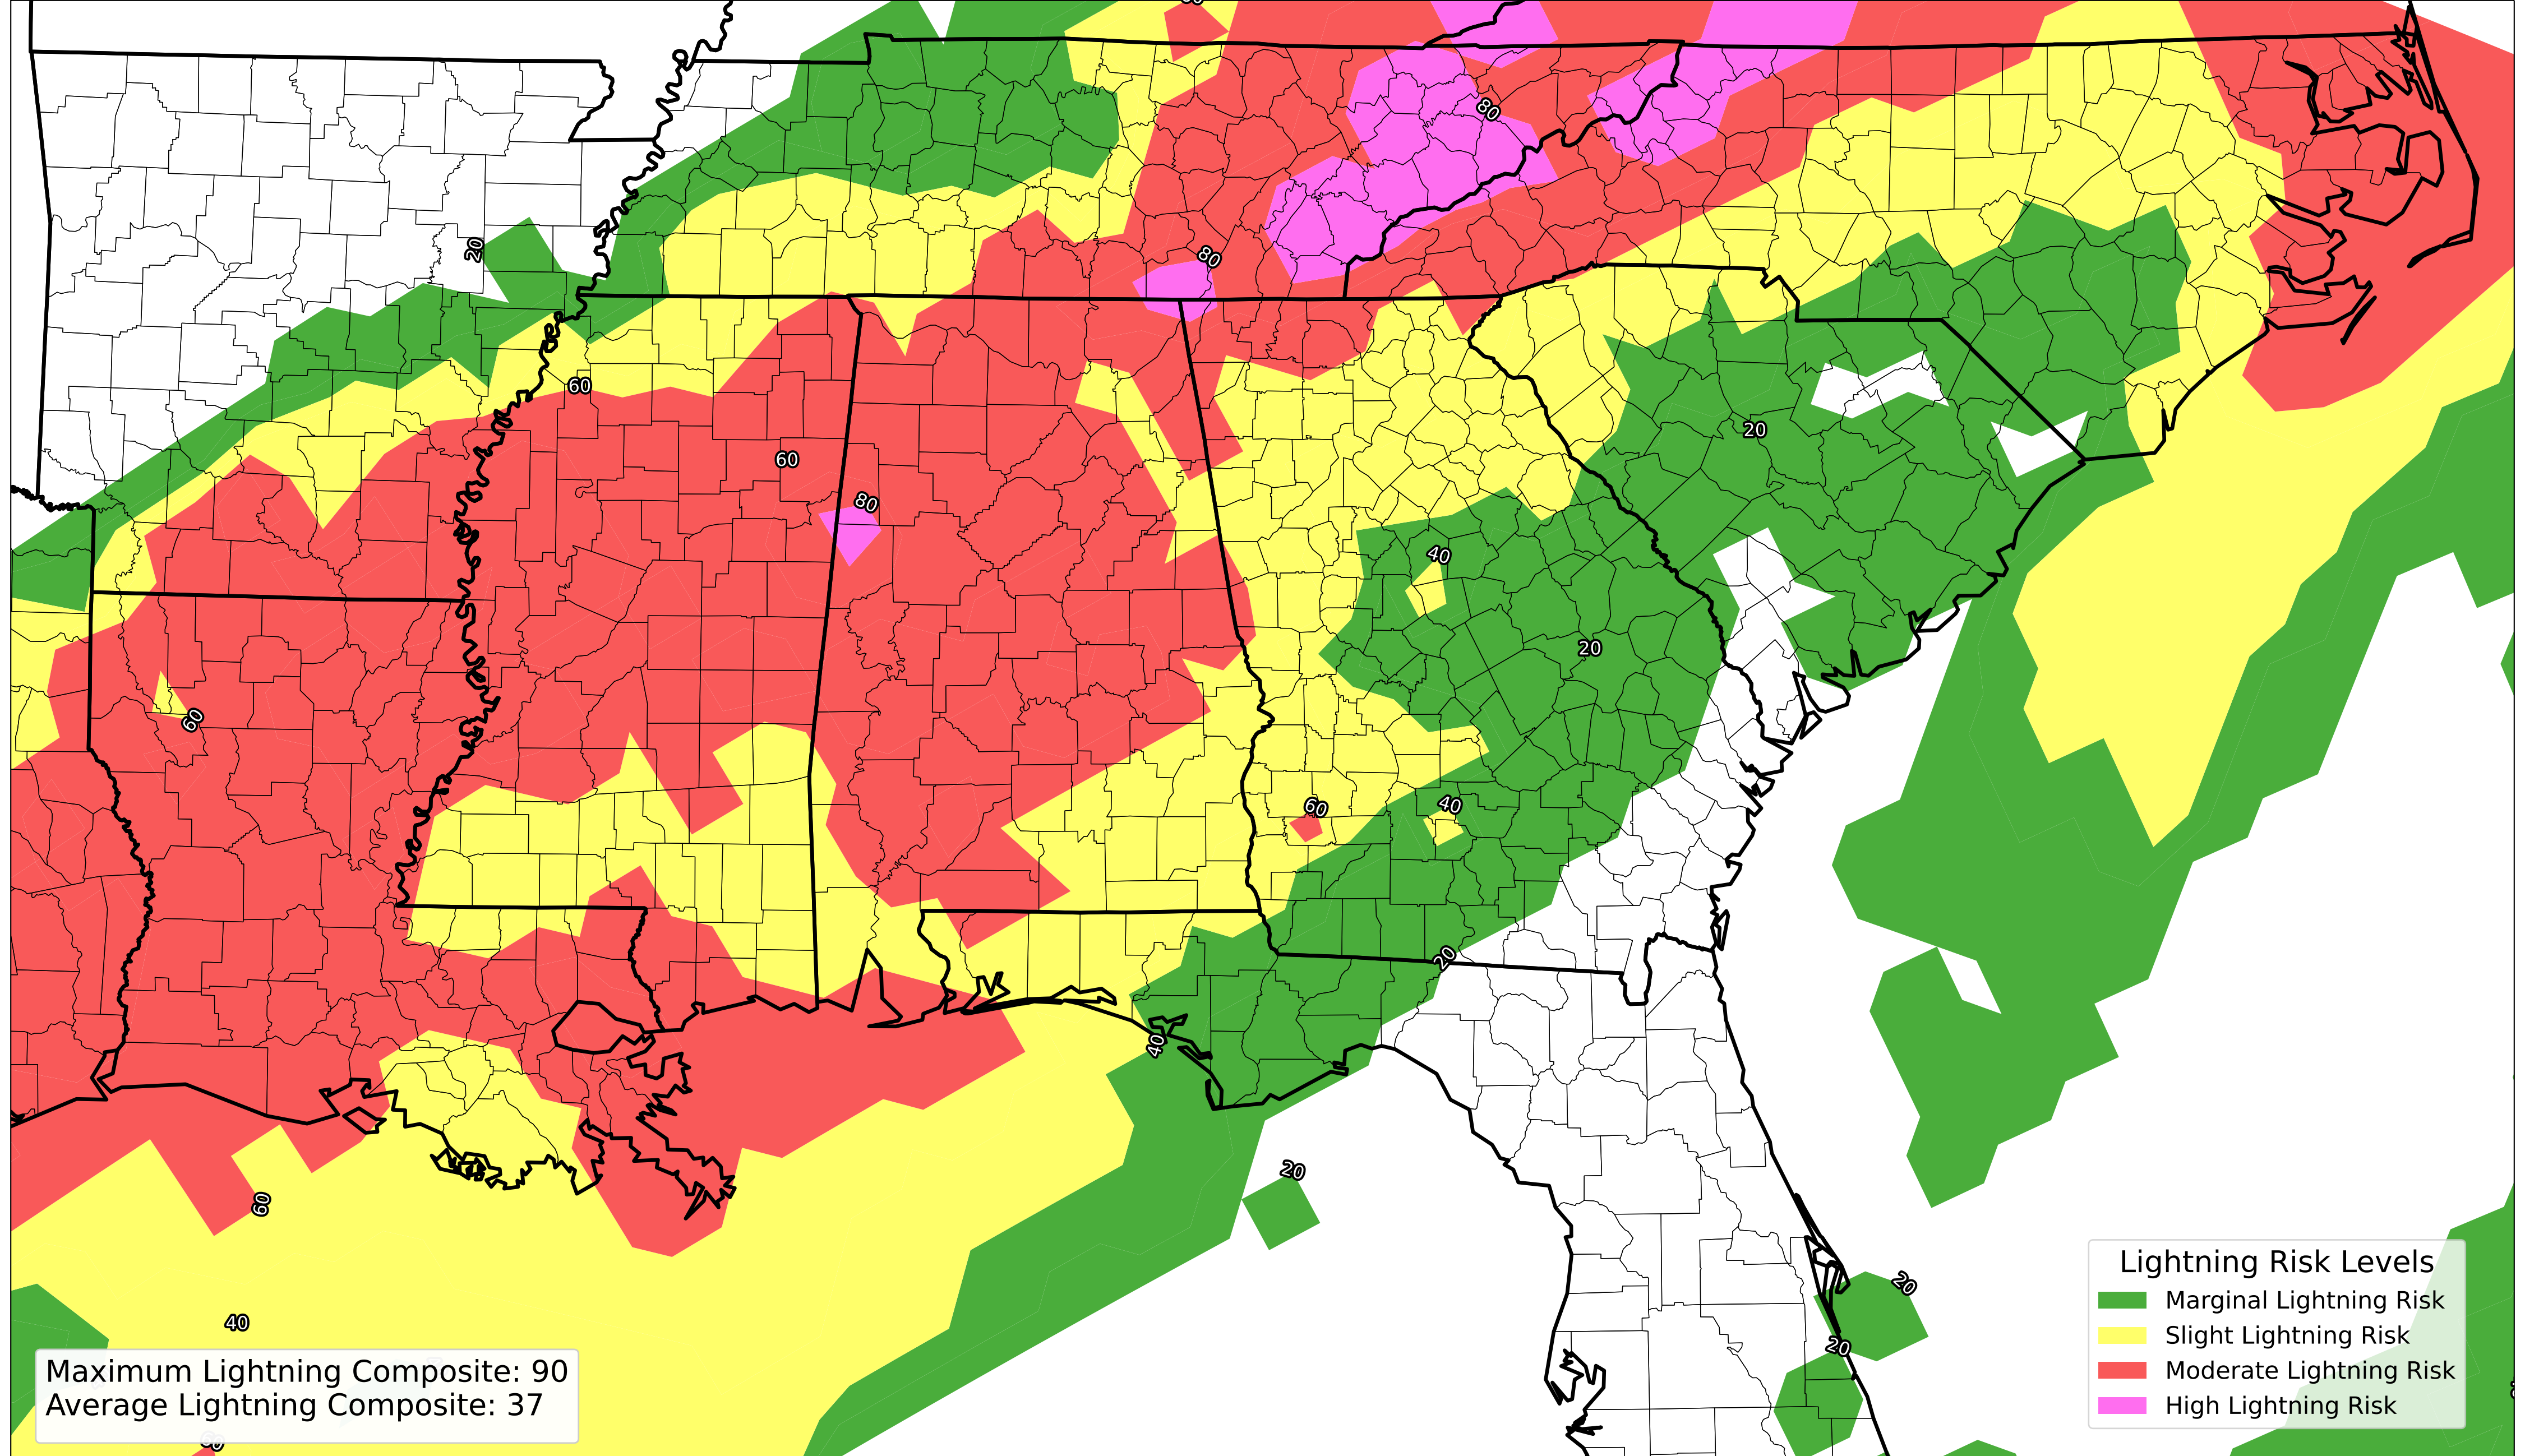 80
20
80
60
20
60
80
40
20
60
60
40
20
40
20
60
20
20
40
Lightning Risk Levels
Marginal Lightning Risk
Slight Lightning Risk
Moderate Lightning Risk
High Lightning Risk
Maximum Lightning Composite: 90
Average Lightning Composite: 37
60